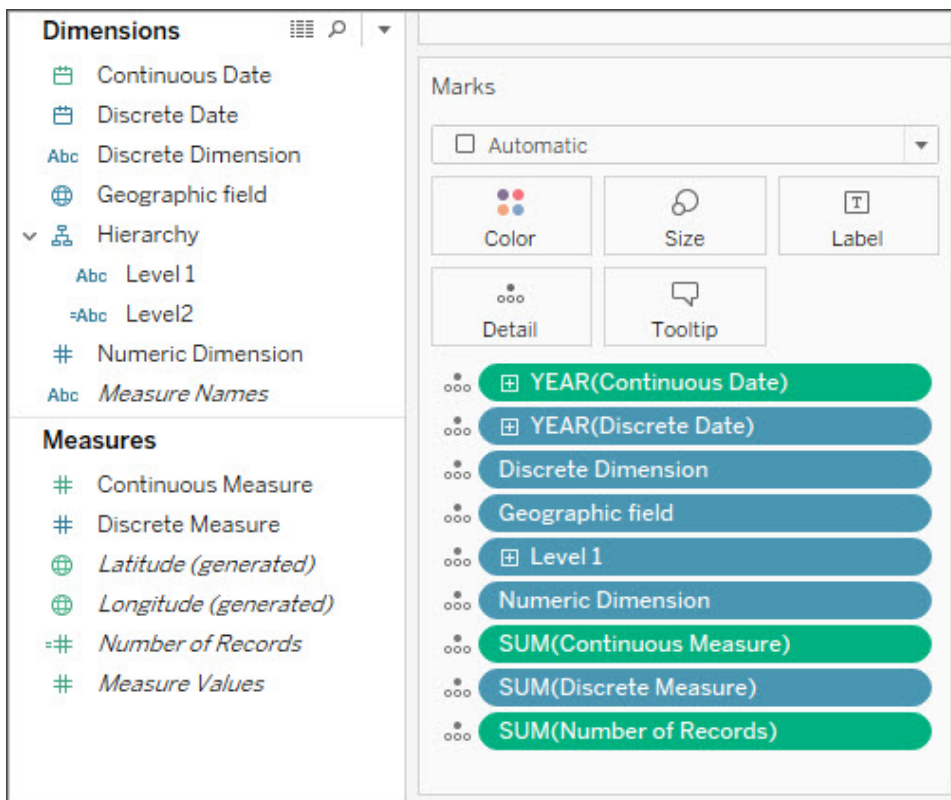 Dimensions
Continuous Date
Discrete Date
Abc Discrete Dimension
Geographic field
Hierarchy
Abc Level 1
=Abc Level2
# Numeric Dimension
Abc Measure Names
Measures
# Continuous Measure
# Discrete Measure
Latitude (generated)
Longitude (generated)
=# Number of Records
# Measure Values
Marks
Automatic
Color
Size
T
Label
Detail
Tooltip
YEAR(Continuous Date)
YEAR(Discrete Date)
Discrete Dimension
Geographic field
Level 1
Numeric Dimension
SUM(Continuous Measure)
SUM(Discrete Measure)
SUM(Number of Records)